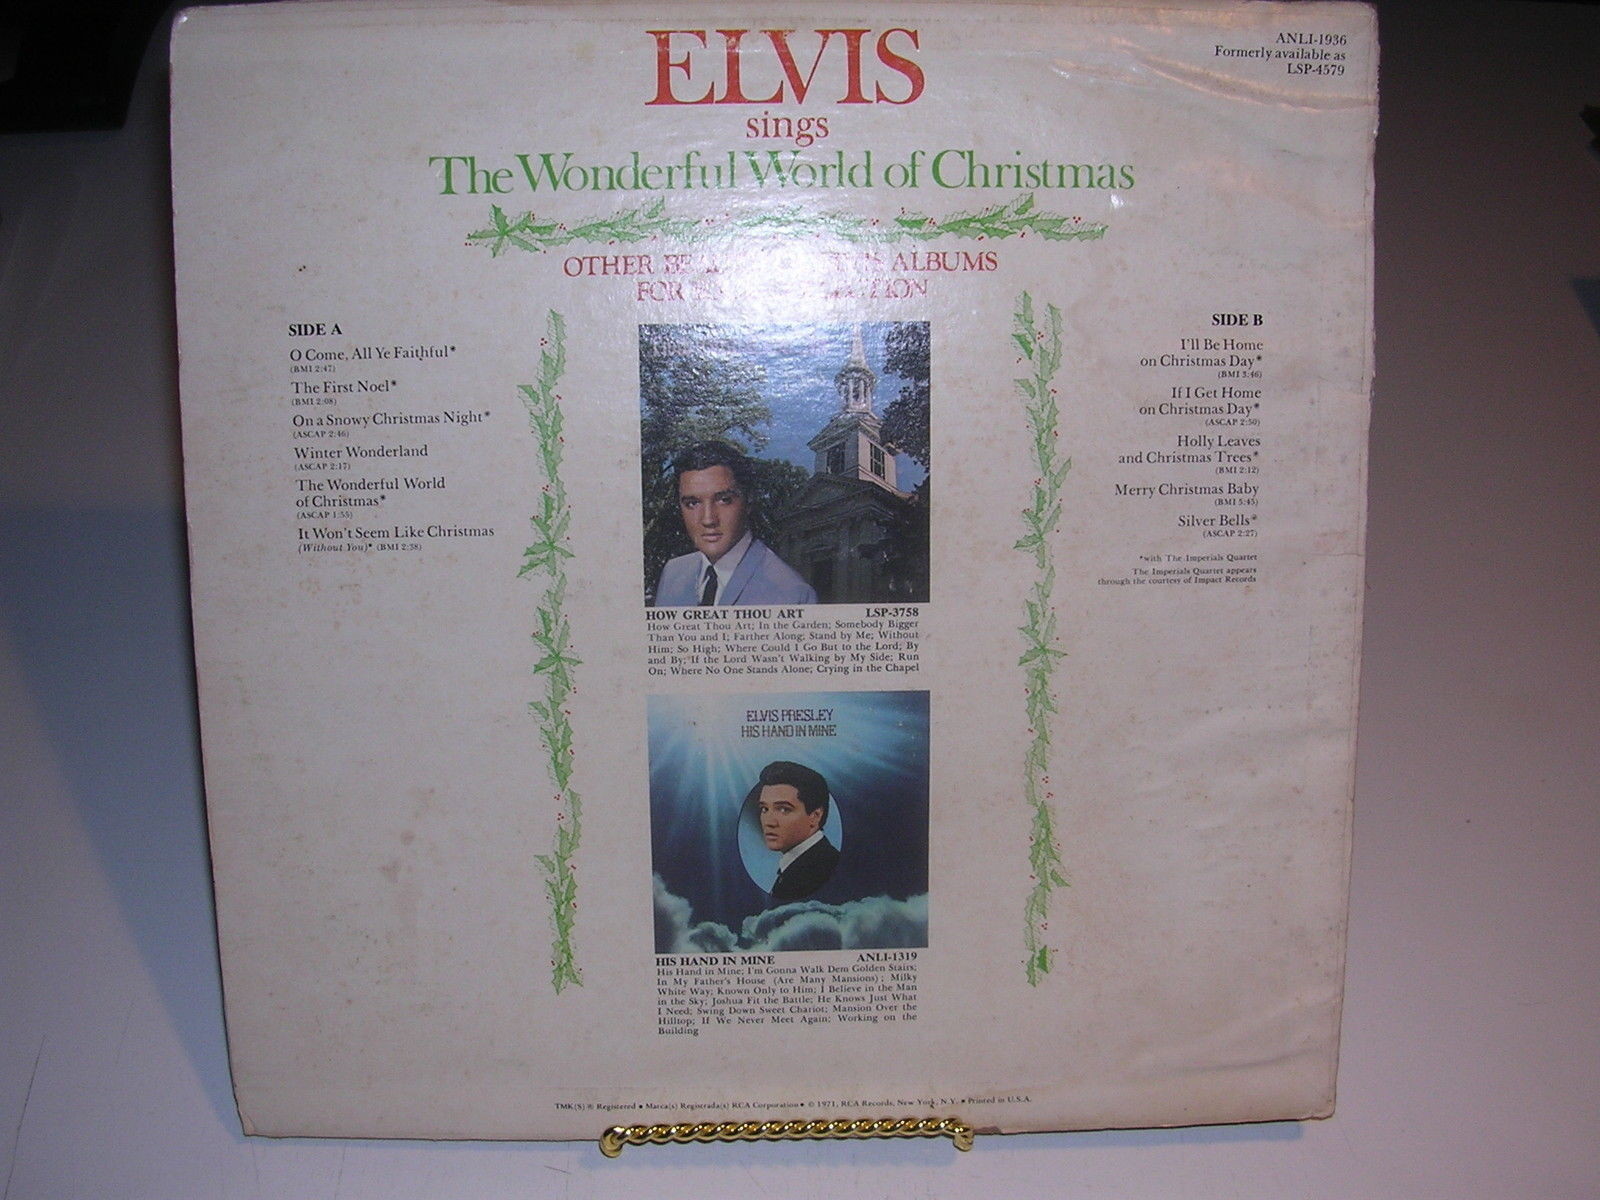 ELVIS
sings
The Wonderful World of Christmas
ANLI-1936
Formerly available as
LSP-4579
OTHER ALBUMS
FOR
SIDE A
O Come, All Ye Faithful*
(BMI 2:47)
The First Noel*
(BMI 2:08)
On a Snowy Christmas Night*
(ASCAP 2:46)
Winter Wonderland
(ASCAP 2:17)
The Wonderful World
of Christmas*
(ASCAP 1:55)
It Won't Seem Like Christmas
(Without You)* (BMI 2:38)
HOW GREAT THOU ART LSP-3758
How Great Thou Art; In the Garden; Somebody Bigger
Than You and I; Farther Along; Stand by Me; Without
Him; So High; Where Could I Go But to the Lord; By
and By; If the Lord Wasn't Walking by My Side; Run
On; Where No One Stands Alone; Crying in the Chapel
ELVIS PRESLEY
HIS HAND IN MINE
HIS HAND IN MINE ANLI-1319
His Hand in Mine; I'm Gonna Walk Dem Golden Stairs;
In My Father's House (Are Many Mansions); Milky
White Way; Known Only to Him; I Believe in the Man
in the Sky; Joshua Fit the Battle; He Knows Just What
I Need; Swing Down Sweet Chariot; Mansion Over the
Hilltop; If We Never Meet Again; Working on the
Building
SIDE B
I'll Be Home
on Christmas Day*
(BMI 3:46)
If I Get Home
on Christmas Day*
(ASCAP 2:50)
Holly Leaves
and Christmas Trees*
(BMI 2:12)
Merry Christmas Baby
(BMI 5:45)
Silver Bells*
(ASCAP 2:27)
*with The Imperials Quartet
The Imperials Quartet appears
through the courtesy of Impact Records
TMK(S) ® Registered • Marca(s) Registrada(s) RCA Corporation • © 1971, RCA Records, New York, N.Y. • Printed in U.S.A.